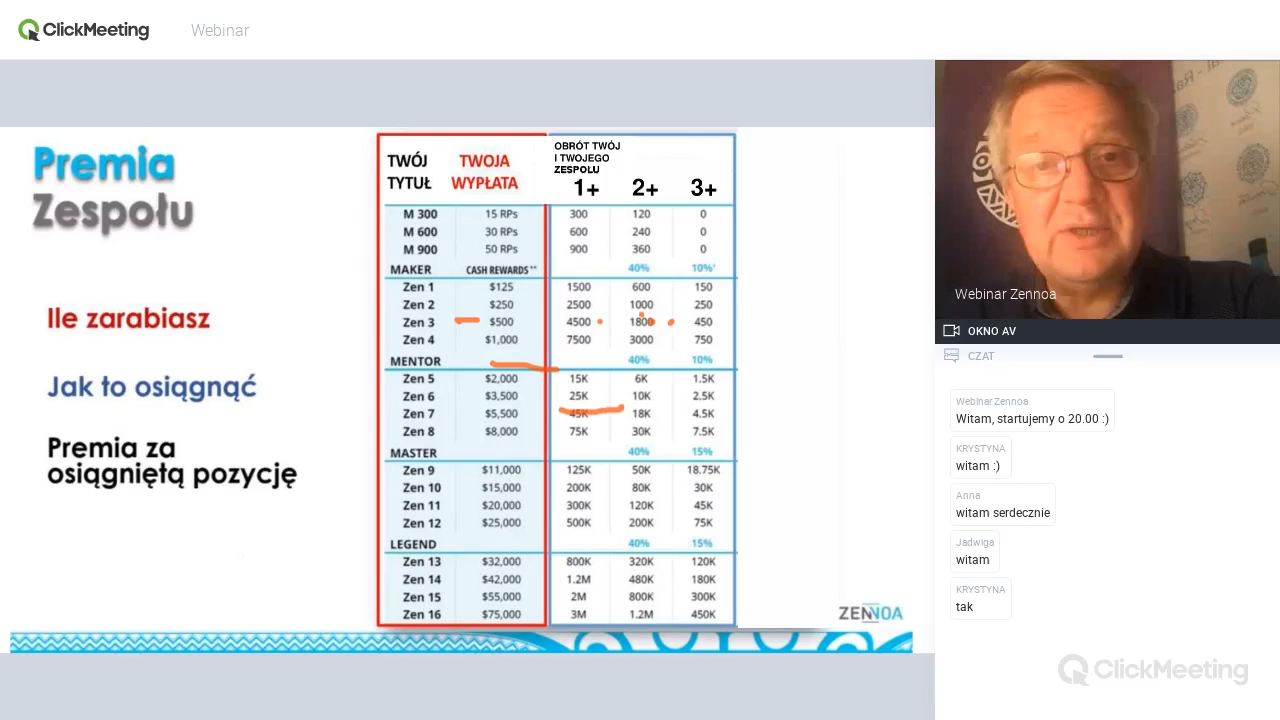 ClickMeeting
Webinar
Premia
Zespołu
Ile zarabiasz
Jak to osiągnąć
Premia za
osiągniętą pozycję
TWÓJ TYTUŁ
TWOJA WYPŁATA
OBRÓT TWÓJ
I TWOJEGO
ZESPOŁU
1+ 2+ 3+
M 300 15 RPs 300 120 0
M 600 30 RPs 600 240 0
M 900 50 RPs 900 360 0
MAKER CASH REWARDS** 40% 10%
Zen 1 $125 1500 600 150
Zen 2 $250 2500 1000 250
Zen 3 $500 4500 1800 450
Zen 4 $1,000 7500 3000 750
MENTOR 40% 10%
Zen 5 $2,000 15K 6K 1.5K
Zen 6 $3,500 25K 10K 2.5K
Zen 7 $5,500 45K 18K 4.5K
Zen 8 $8,000 75K 30K 7.5K
MASTER 40% 15%
Zen 9 $11,000 125K 50K 18.75K
Zen 10 $15,000 200K 80K 30K
Zen 11 $20,000 300K 120K 45K
Zen 12 $25,000 500K 200K 75K
LEGEND 40% 15%
Zen 13 $32,000 800K 320K 120K
Zen 14 $42,000 1.2M 480K 180K
Zen 15 $55,000 2M 800K 300K
Zen 16 $75,000 3M 1.2M 450K
ZENNOA
Webinar Zennoa
OKNO AV
CZAT
Webinar Zennoa
Witam, startujemy o 20.00 :)
KRYSTYNA
witam :)
Anna
witam serdecznie
Jadwiga
witam
KRYSTYNA
tak
ClickMeeting